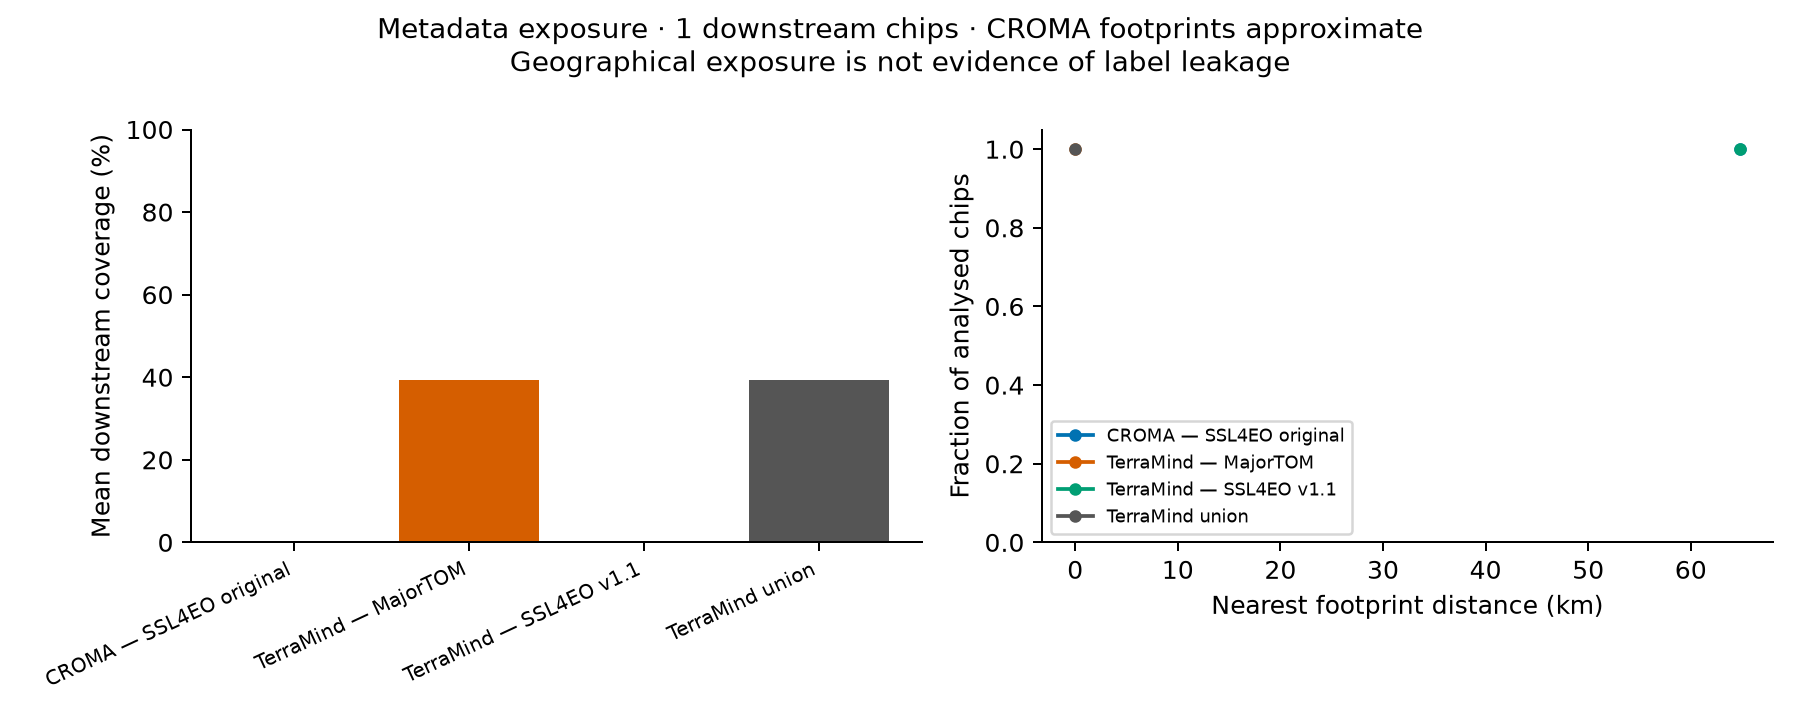 Metadata exposure · 1 downstream chips · CROMA footprints approximate
Geographical exposure is not evidence of label leakage
Mean downstream coverage (%)
100
80
60
40
20
0
CROMA — SSL4EO original
TerraMind — MajorTOM
TerraMind — SSL4EO v1.1
TerraMind union
Fraction of analysed chips
1.0
0.8
0.6
0.4
0.2
0.0
CROMA — SSL4EO original
TerraMind — MajorTOM
TerraMind — SSL4EO v1.1
TerraMind union
0 10 20 30 40 50 60
Nearest footprint distance (km)